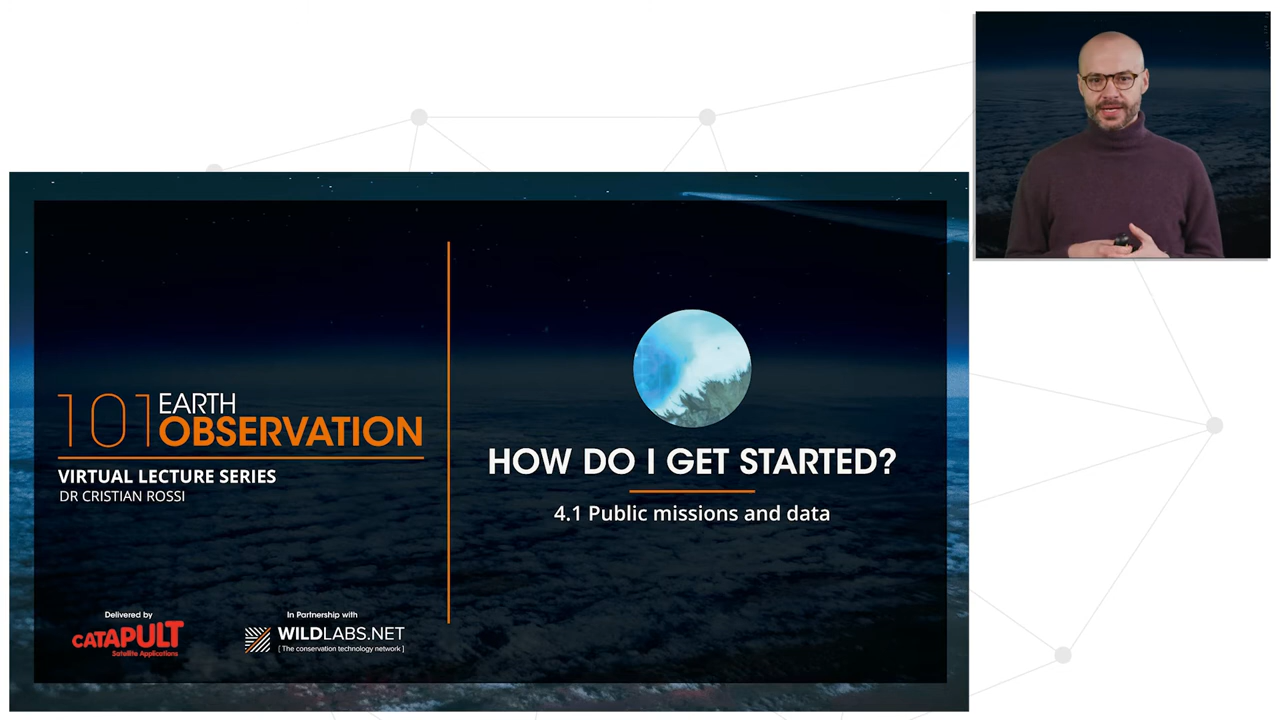 101 EARTH
OBSERVATION
VIRTUAL LECTURE SERIES
DR CRISTIAN ROSSI
Delivered by
CATAPULT
Satellite Applications
In Partnership with
WILDLABS.NET
[ The conservation technology network ]
HOW DO I GET STARTED?
4.1 Public missions and data